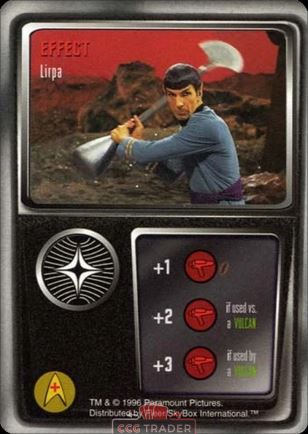 EFFECT
Lirpa
+1 0
+2 if used vs.
a VULCAN
+3 if used by
a VULCAN
TM & © 1996 Paramount Pictures.
Distributed by Fleer/SkyBox International.™
CCG TRADER